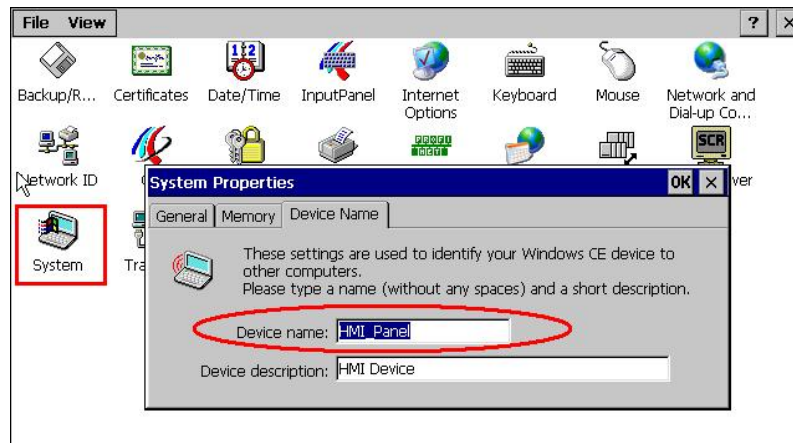 File View ? ×
Backup/R... Certificates Date/Time InputPanel Internet Options Keyboard Mouse Network and Dial-up Co...
12
PROFI
NET
SCR
Network ID
ver
System Properties OK ×
General Memory Device Name
System
Tra
These settings are used to identify your Windows CE device to
other computers.
Please type a name (without any spaces) and a short description.
Device name: HMI_Panel
Device description: HMI Device